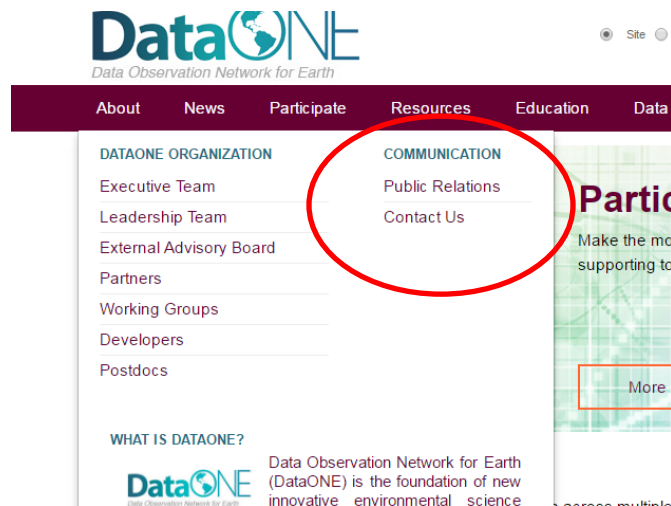 DataONE
Data Observation Network for Earth
Site
About News Participate Resources Education Data
DATAONE ORGANIZATION
Executive Team
Leadership Team
External Advisory Board
Partners
Working Groups
Developers
Postdocs
COMMUNICATION
Public Relations
Contact Us
Make the mo
supporting to
More
WHAT IS DATAONE?
DataONE
Data Observation Network for Earth
Data Observation Network for Earth
(DataONE) is the foundation of new
innovative environmental science
across multiple